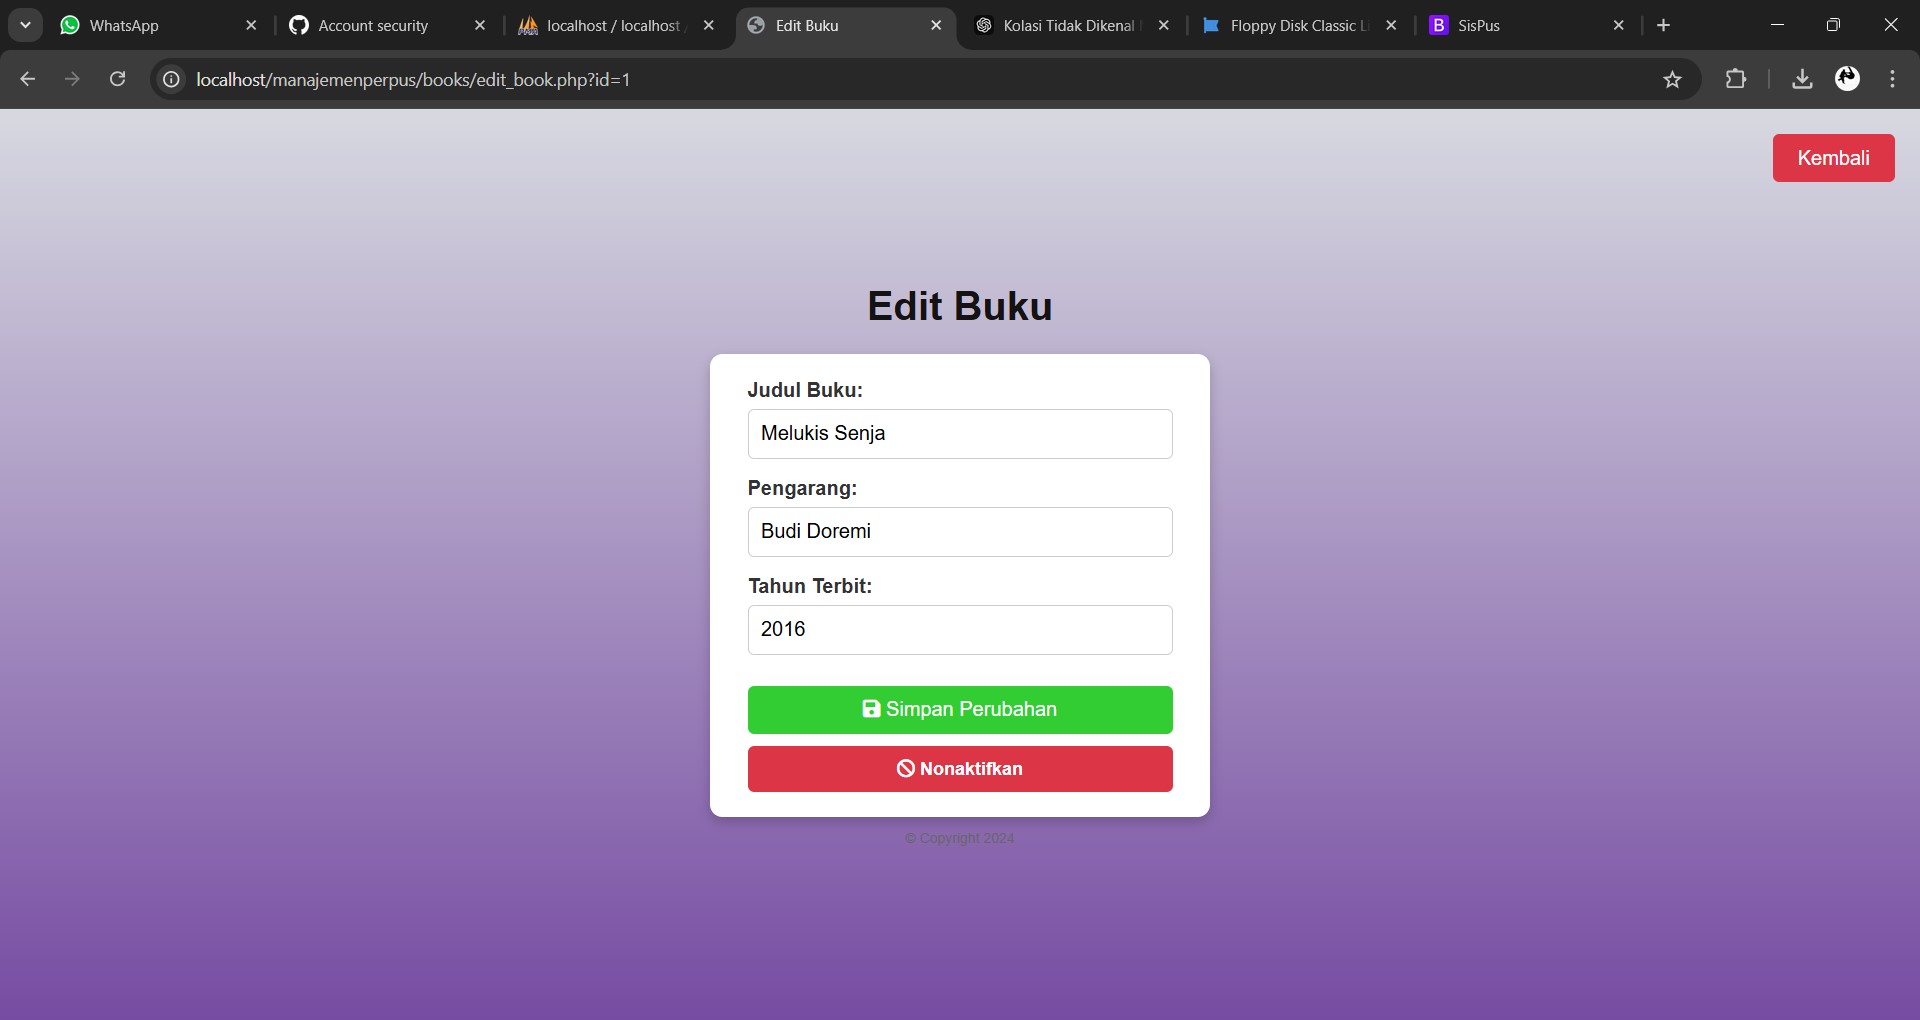 WhatsApp
Account security
localhost / localhost /
Edit Buku
Kolasi Tidak Dikenal
Floppy Disk Classic
SisPus
localhost/manajemenperpus/books/edit_book.php?id=1
Kembali
Edit Buku
Judul Buku:
Melukis Senja
Pengarang:
Budi Doremi
Tahun Terbit:
2016
Simpan Perubahan
Nonaktifkan
© Copyright 2024